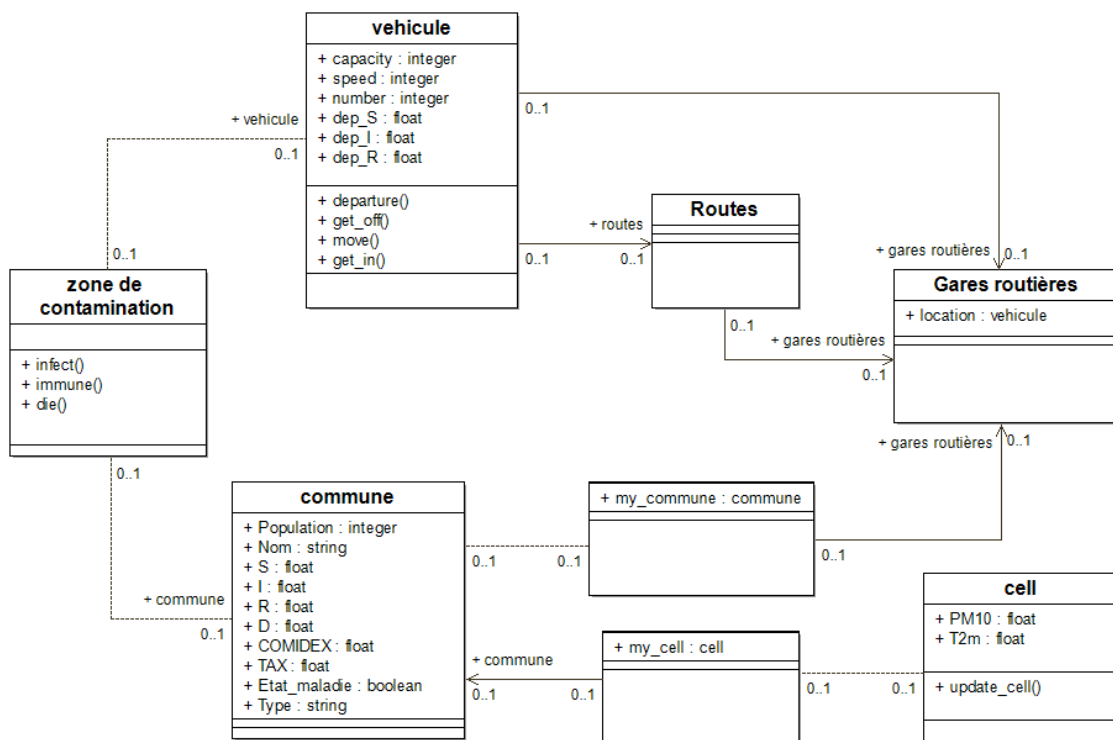 vehicule
+ capacity : integer
+ speed : integer
+ number : integer
+ dep_S : float
+ dep_I : float
+ dep_R : float
+ departure()
+ get_off()
+ move()
+ get_in()
+ vehicule
0..1
0..1
0..1
+ routes
0..1
0..1
Routes
+ gares routières
0..1
zone de
contamination
+ infect()
+ immune()
+ die()
Gares routières
+ location : vehicule
0..1
+ gares routières
0..1
+ gares routières
0..1
0..1
commune
+ Population : integer
+ Nom : string
+ S : float
+ I : float
+ R : float
+ D : float
+ COMIDEX : float
+ TAX : float
+ Etat_maladie : boolean
+ Type : string
+ commune
0..1
+ my_commune : commune
0..1
0..1
0..1
cell
+ PM10 : float
+ T2m : float
+ update_cell()
+ my_cell : cell
+ commune
0..1
0..1
0..1
0..1